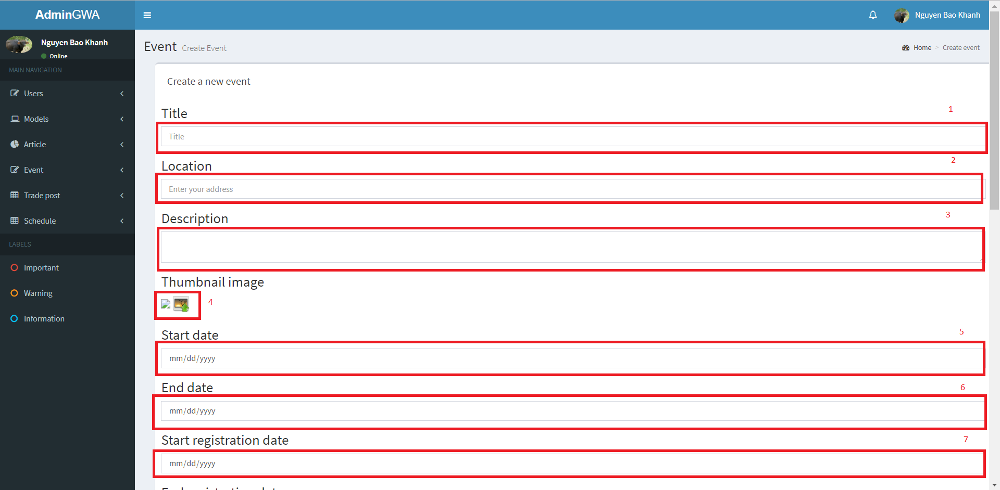 AdminGWA
Nguyen Bao Khanh
Nguyen Bao Khanh
Online
MAIN NAVIGATION
Users
Models
Article
Event
Trade post
Schedule
LABELS
Important
Warning
Information
Event Create Event
Home > Create event
Create a new event
Title 1
Title
Location 2
Enter your address
Description 3
Thumbnail image
4
Start date 5
mm/dd/yyyy
End date 6
mm/dd/yyyy
Start registration date 7
mm/dd/yyyy